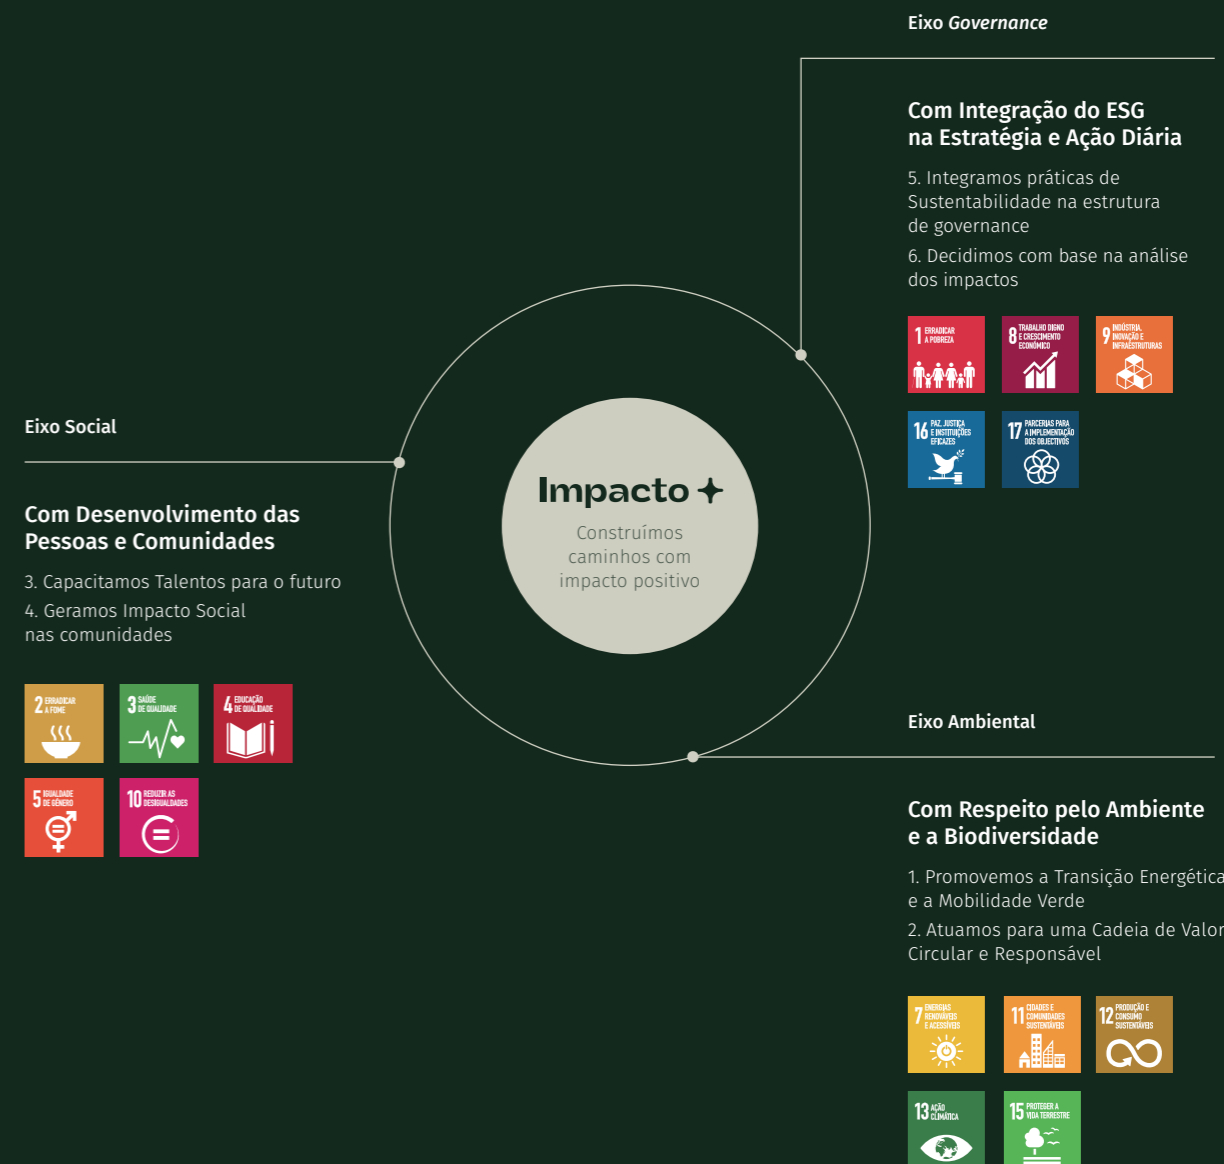 Eixo Governance
Com Integração do ESG
na Estratégia e Ação Diária
5. Integramos práticas de
Sustentabilidade na estrutura
de governance
6. Decidimos com base na análise
dos impactos
1 ERRADICAR
A POBREZA
8 TRABALHO DIGNO
E CRESCIMENTO
ECONÓMICO
9 INDÚSTRIA,
INOVAÇÃO E
INFRAESTRUTURAS
16 PAZ, JUSTIÇA
E INSTITUIÇÕES
EFICAZES
17 PARCERIAS PARA
A IMPLEMENTAÇÃO
DOS OBJECTIVOS
Eixo Social
Com Desenvolvimento das
Pessoas e Comunidades
3. Capacitamos Talentos para o futuro
4. Geramos Impacto Social
nas comunidades
2 ERRADICAR
A FOME
3 SAÚDE
DE QUALIDADE
4 EDUCAÇÃO
DE QUALIDADE
5 IGUALDADE
DE GÉNERO
10 REDUZIR AS
DESIGUALDADES
Impacto
Construímos
caminhos com
impacto positivo
Eixo Ambiental
Com Respeito pelo Ambiente
e a Biodiversidade
1. Promovemos a Transição Energética
e a Mobilidade Verde
2. Atuamos para uma Cadeia de Valor
Circular e Responsável
7 ENERGIAS
RENOVÁVEIS
E ACESSÍVEIS
11 CIDADES E
COMUNIDADES
SUSTENTÁVEIS
12 PRODUÇÃO E
CONSUMO
SUSTENTÁVEIS
13 AÇÃO
CLIMÁTICA
15 PROTEGER A
VIDA TERRESTRE